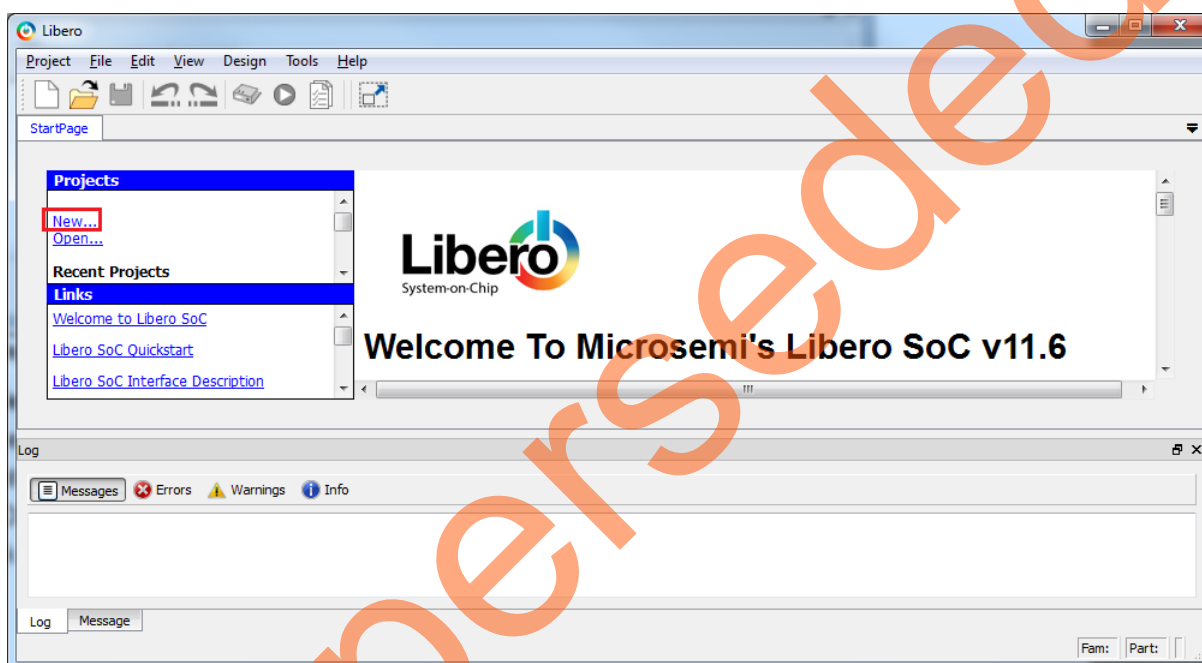 Libero
Project File Edit View Design Tools Help
StartPage
Projects
New...
Open...
Recent Projects
Links
Welcome to Libero SoC
Libero SoC Quickstart
Libero SoC Interface Description
Libero
System-on-Chip
Welcome To Microsemi's Libero SoC v11.6
Log
Messages Errors Warnings Info
Log Message
Fam: Part:
persede